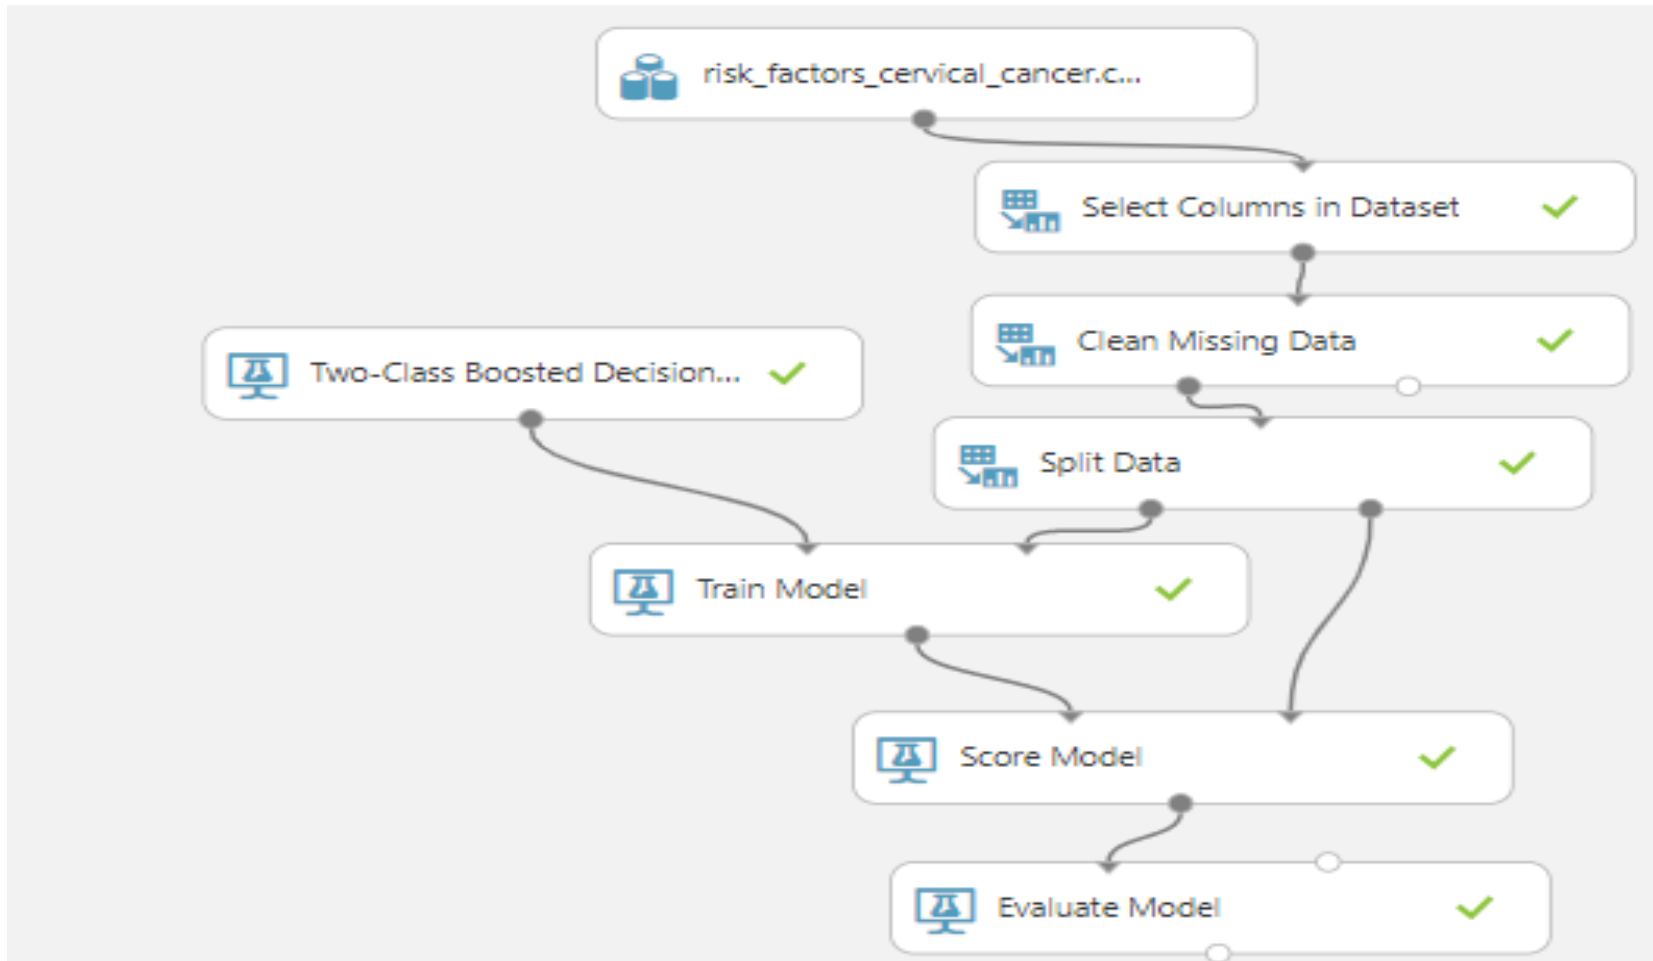 risk_factors_cervical_cancer.c...
Select Columns in Dataset
Clean Missing Data
Two-Class Boosted Decision...
Split Data
Train Model
Score Model
Evaluate Model